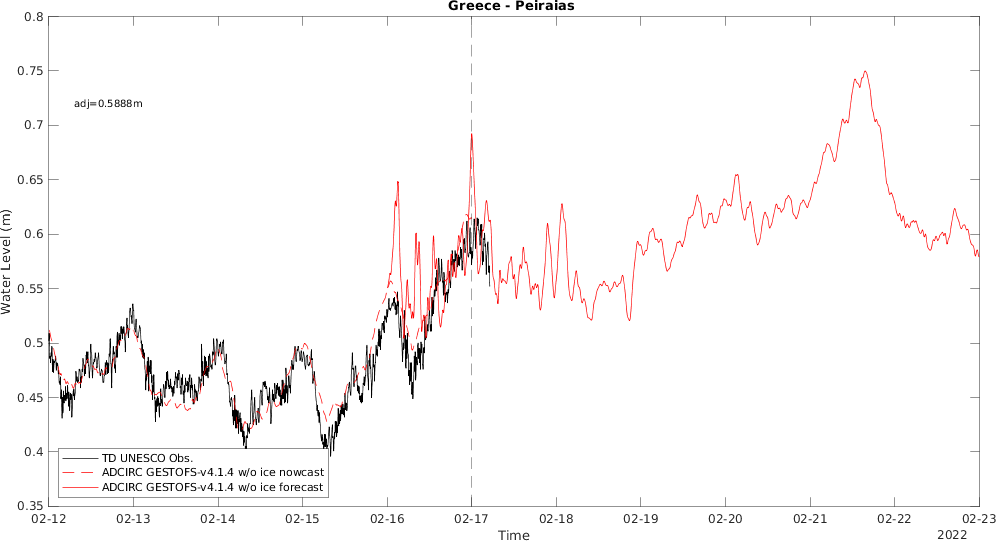 Greece - Peiraias
0.8
0.75
0.7
0.65
0.6
0.55
0.5
0.45
0.4
0.35
Water Level (m)
adj=0.5888m
TD UNESCO Obs.
ADCIRC GESTOFS-v4.1.4 w/o ice nowcast
ADCIRC GESTOFS-v4.1.4 w/o ice forecast
02-12 02-13 02-14 02-15 02-16 02-17 02-18 02-19 02-20 02-21 02-22 02-23
Time
2022